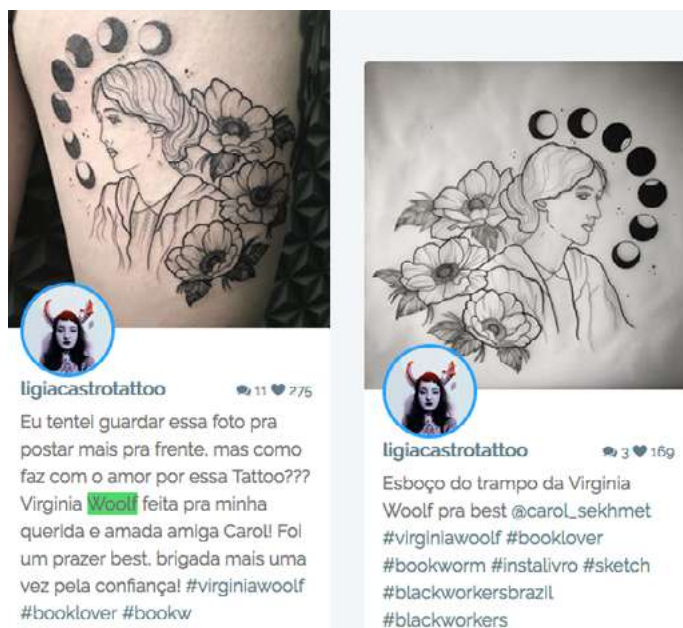 ligiacastrotattoo 11 275
Eu tentei guardar essa foto pra
postar mais pra frente, mas como
faz com o amor por essa Tattoo???
Virginia Woolf feita pra minha
querida e amada amiga Carol! Foi
um prazer best, brigada mais uma
vez pela confiança! #virginiawoolf
#booklover #bookw
ligiacastrotattoo 3 169
Esboço do trampo da Virginia
Woolf pra best @carol_sekhmet
#virginiawoolf #booklover
#bookworm #instalivro #sketch
#blackworkersbrazil
#blackworkers